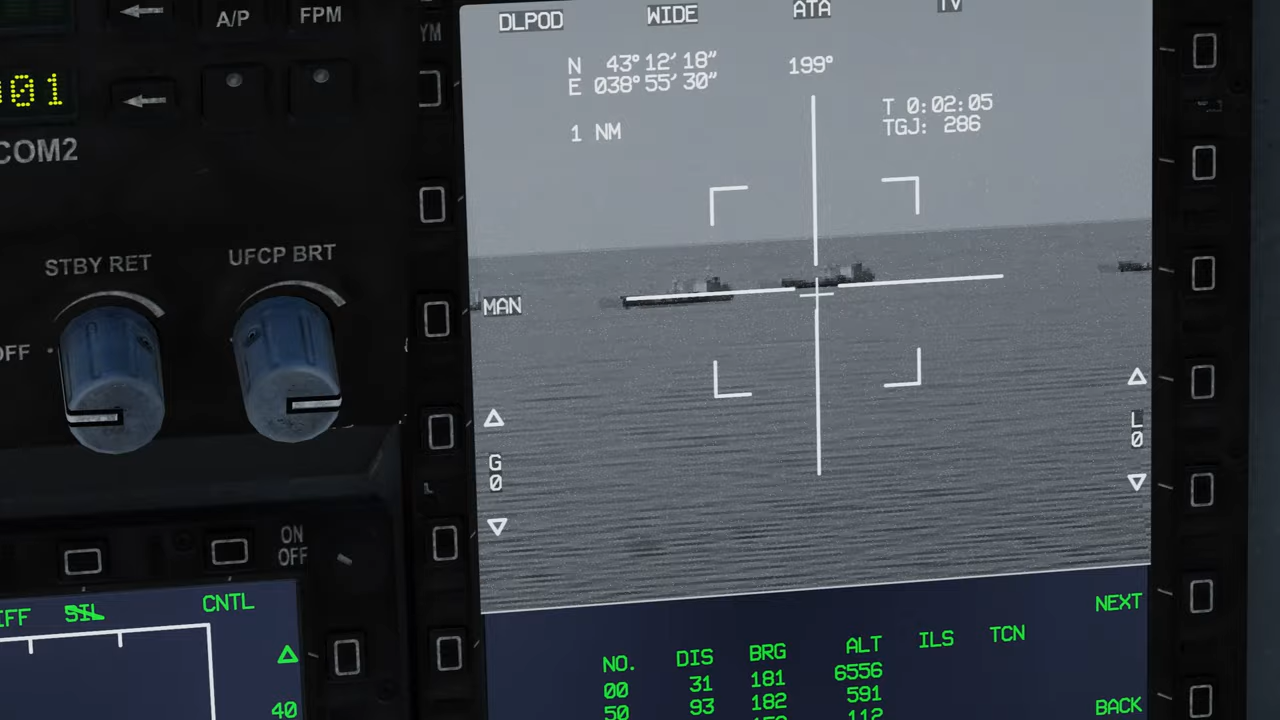 A/P
FPM
YM
01
COM2
STBY RET
UFCP BRT
OFF
ON
OFF
SIL
CNTL
40
DLPOD
WIDE
ATA
TV
N 43°12'18"
E 038°55'30"
199°
1 NM
T 0:02:05
TGJ: 286
MAN
G
0
L
0
NEXT
NO. DIS BRG ALT ILS TCN
00 31 181 6556
50 93 182 591
112
BACK